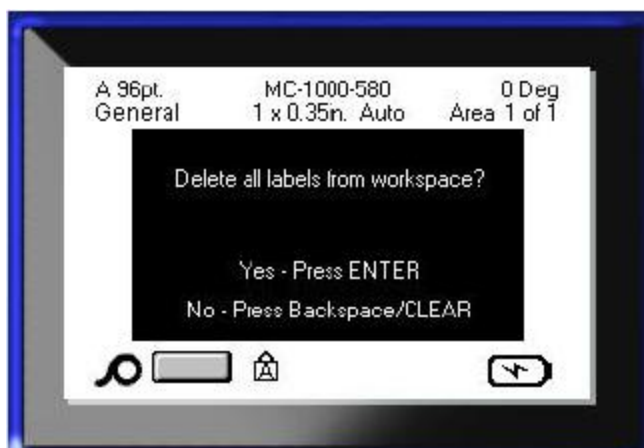 A 96pt. MC-1000-580 0 Deg
General 1 x 0.35in. Auto Area 1 of 1
Delete all labels from workspace?
Yes - Press ENTER
No - Press Backspace/CLEAR
A